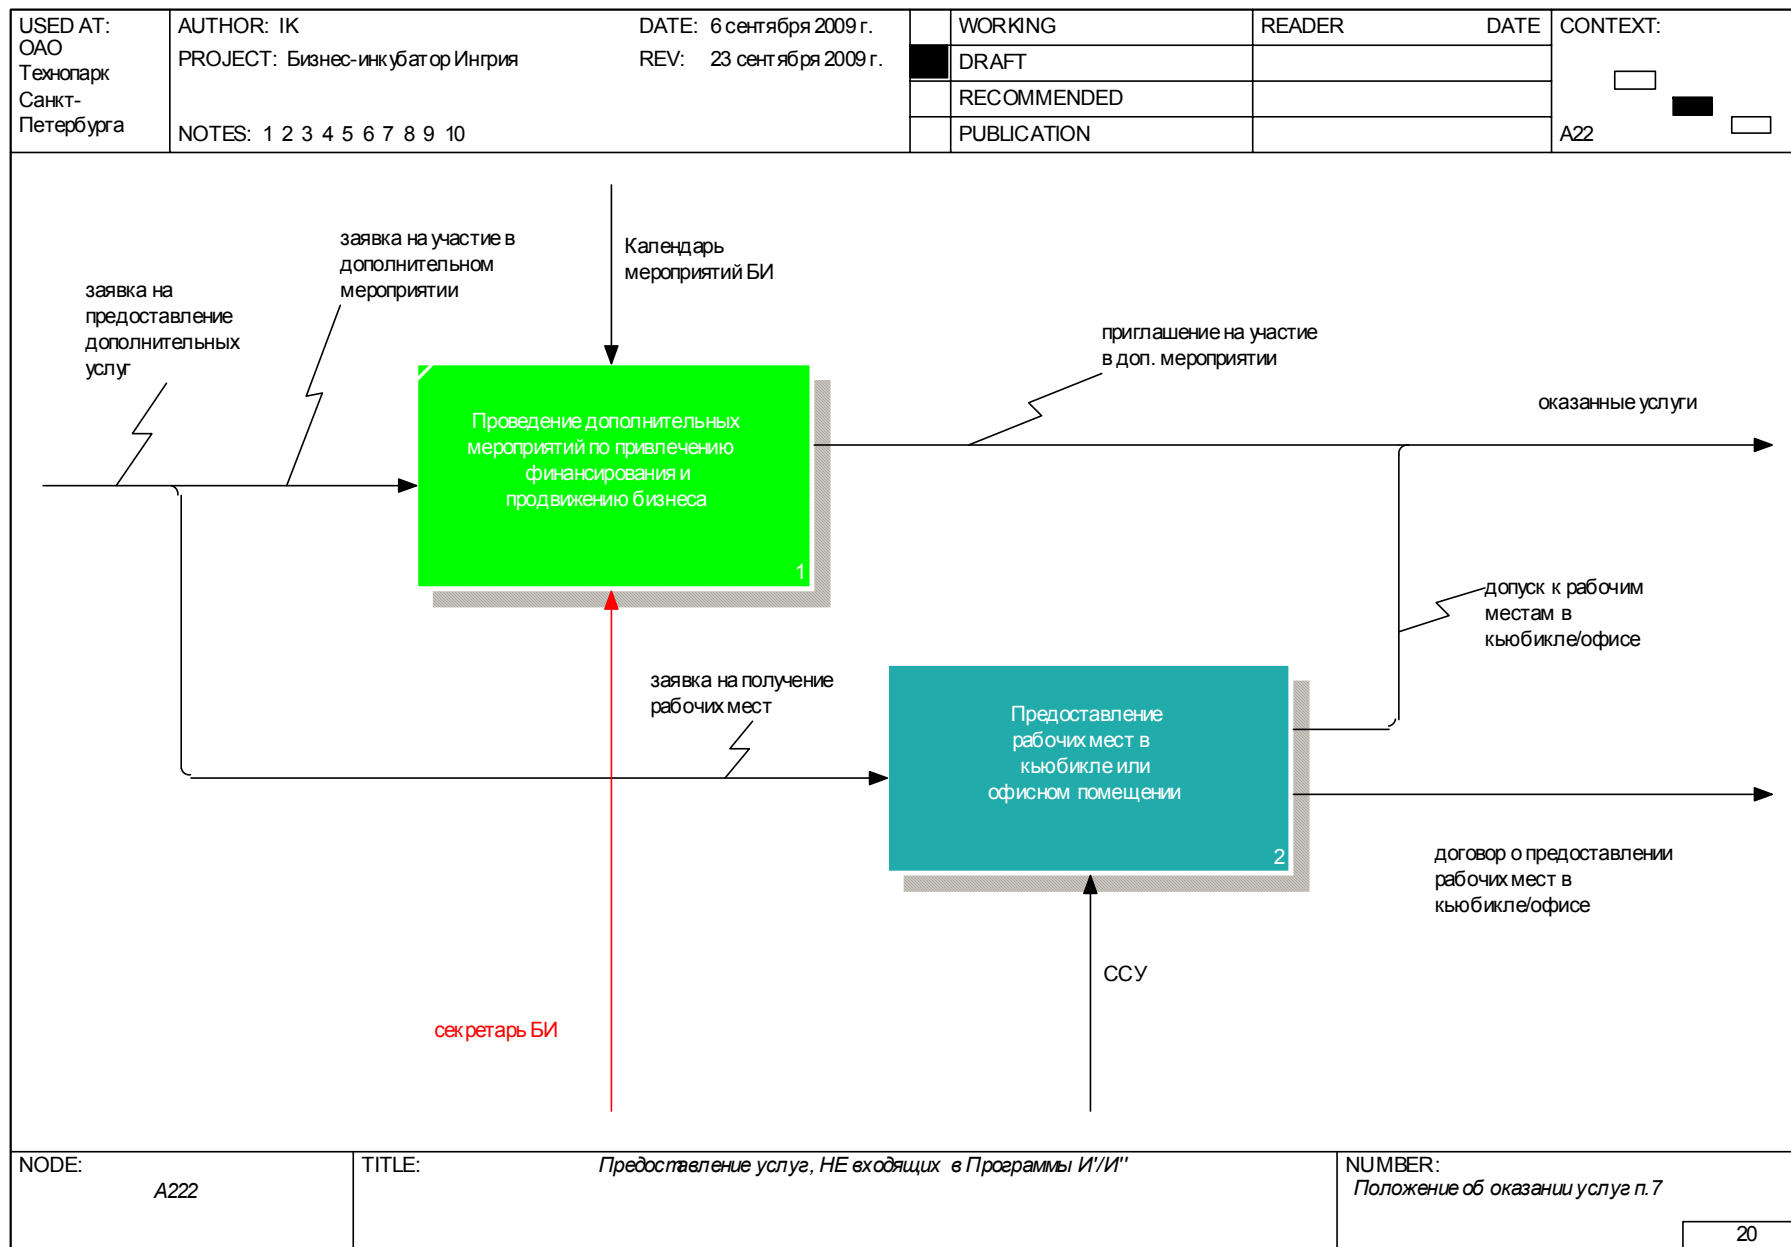 USED AT:
ОАО
Технопарк
Санкт-
Петербурга
AUTHOR: IK
DATE: 6 сентября 2009 г.
PROJECT: Бизнес-инкубатор Ингрия
REV: 23 сентября 2009 г.
NOTES: 1 2 3 4 5 6 7 8 9 10
WORKING
DRAFT
RECOMMENDED
PUBLICATION
READER DATE
CONTEXT:
A22
заявка на
предоставление
дополнительных
услуг
заявка на участие в
дополнительном
мероприятии
Календарь
мероприятий БИ
Проведение дополнительных
мероприятий по привлечению
финансирования и
продвижению бизнеса
1
приглашение на участие
в доп. мероприятии
оказанные услуги
допуск к рабочим
местам в
кьюбикле/офисе
заявка на получение
рабочих мест
Предоставление
рабочих мест в
кьюбикле или
офисном помещении
2
договор о предоставлении
рабочих мест в
кьюбикле/офисе
ССУ
секретарь БИ
NODE:
A222
TITLE:
Предоставление услуг, НЕ входящих в Программы И'/И''
NUMBER:
Положение об оказании услуг п.7
20